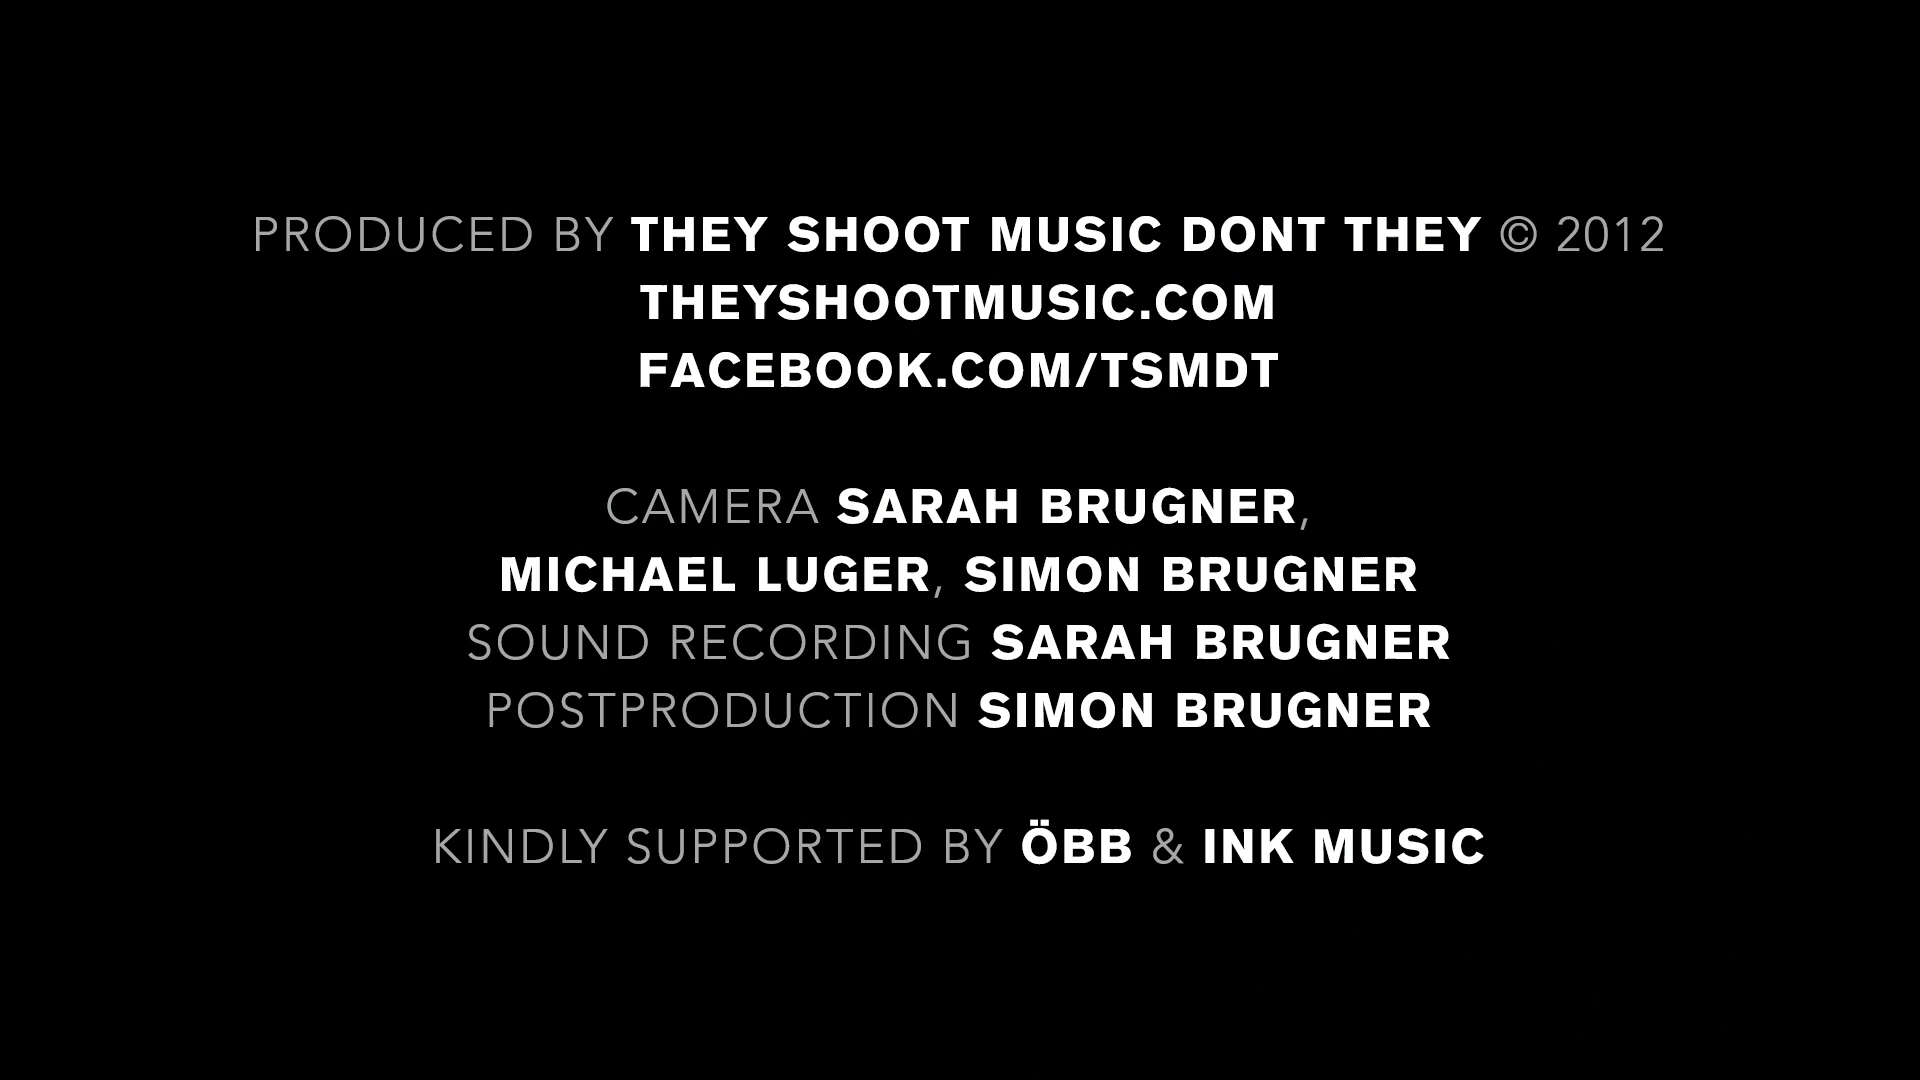 PRODUCED BY THEY SHOOT MUSIC DONT THEY © 2012
THEYSHOOTMUSIC.COM
FACEBOOK.COM/TSMDT
CAMERA SARAH BRUGNER,
MICHAEL LUGER, SIMON BRUGNER
SOUND RECORDING SARAH BRUGNER
POSTPRODUCTION SIMON BRUGNER
KINDLY SUPPORTED BY ÖBB & INK MUSIC